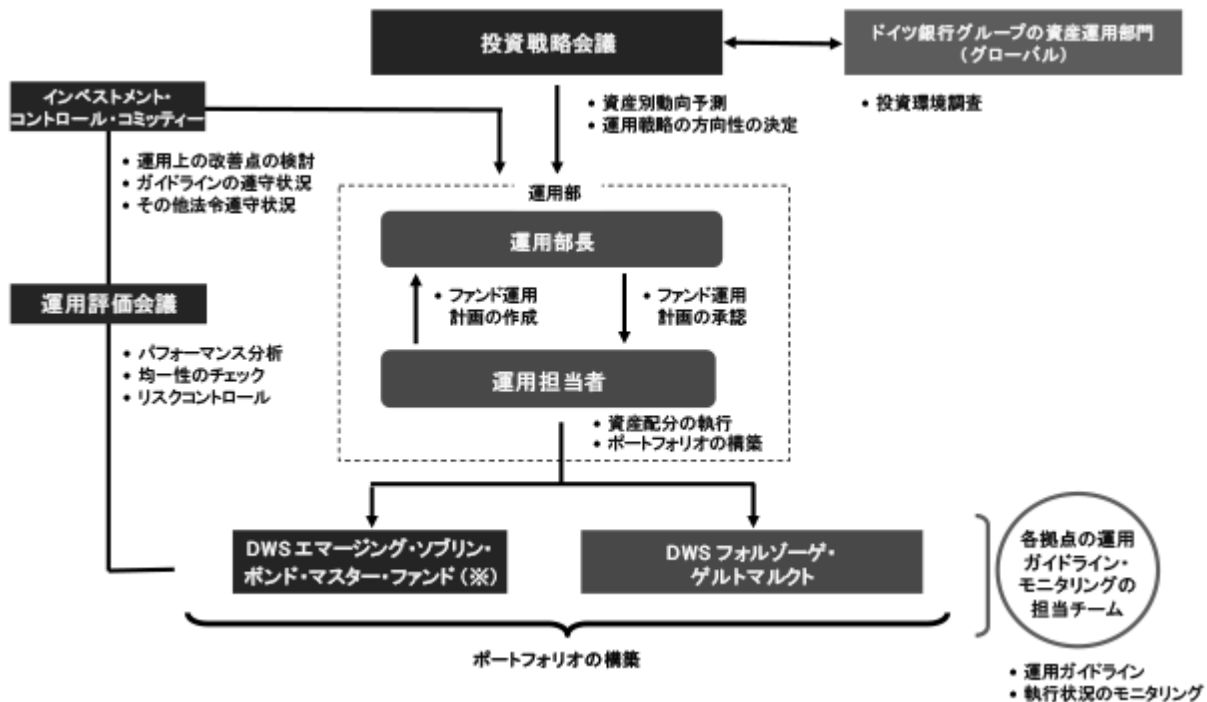 投資戦略会議
ドイツ銀行グループの資産運用部門
(グローバル)
インベストメント・
コントロール・コミッティー
• 資産別動向予測
• 運用戦略の方向性の決定
• 投資環境調査
• 運用上の改善点の検討
• ガイドラインの遵守状況
• その他法令遵守状況
運用部
運用部長
• ファンド運用
計画の作成
• ファンド運用
計画の承認
運用評価会議
• パフォーマンス分析
• 均一性のチェック
• リスクコントロール
運用担当者
• 資産配分の執行
• ポートフォリオの構築
DWSエマージング・ソブリン・
ボンド・マスター・ファンド(※)
DWSフォルゾーゲ・
ゲルトマルクト
各拠点の運用
ガイドライン・
モニタリングの
担当チーム
ポートフォリオの構築
• 運用ガイドライン
• 執行状況のモニタリング